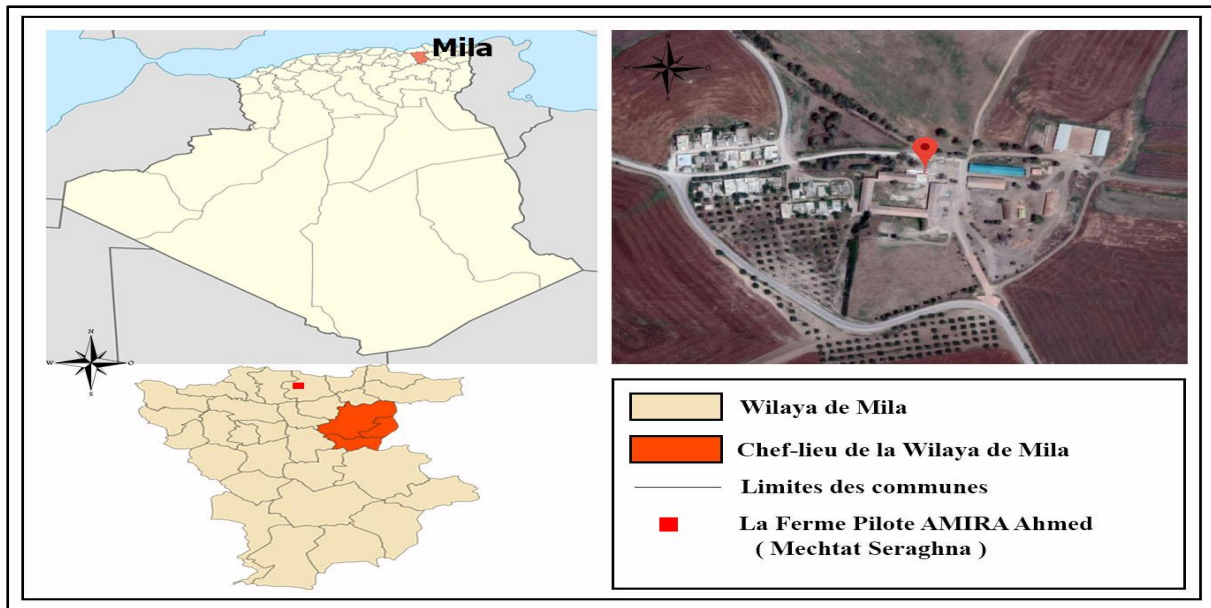 Mila
N
W
O
S
W
O
Wilaya de Mila
Chef-lieu de la Wilaya de Mila
Limites des communes
La Ferme Pilote AMIRA Ahmed
( Mechtat Seraghna )